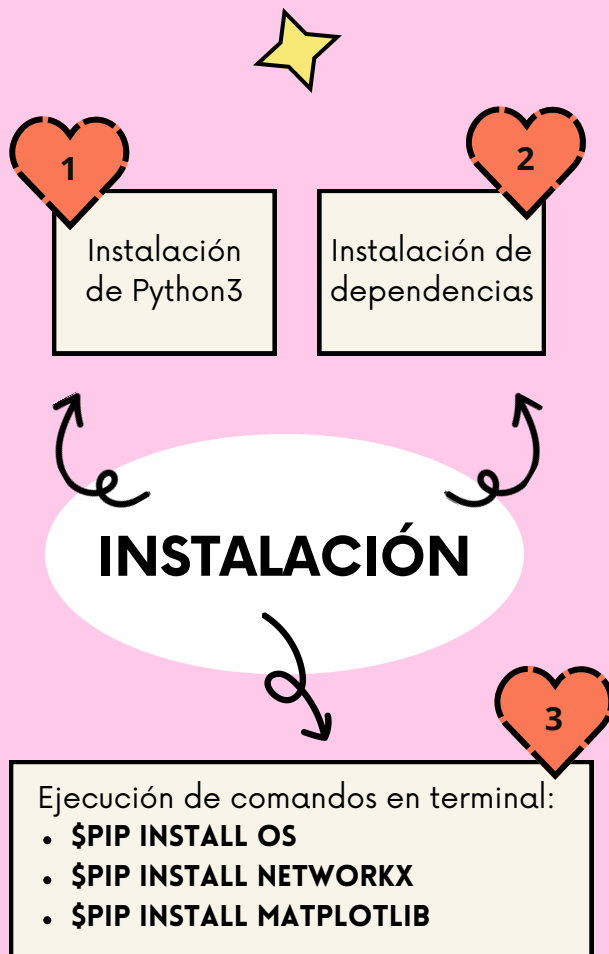 1
Instalación
de Python3
2
Instalación de
dependencias
INSTALACIÓN
3
Ejecución de comandos en terminal:
• $PIP INSTALL OS
• $PIP INSTALL NETWORKX
• $PIP INSTALL MATPLOTLIB